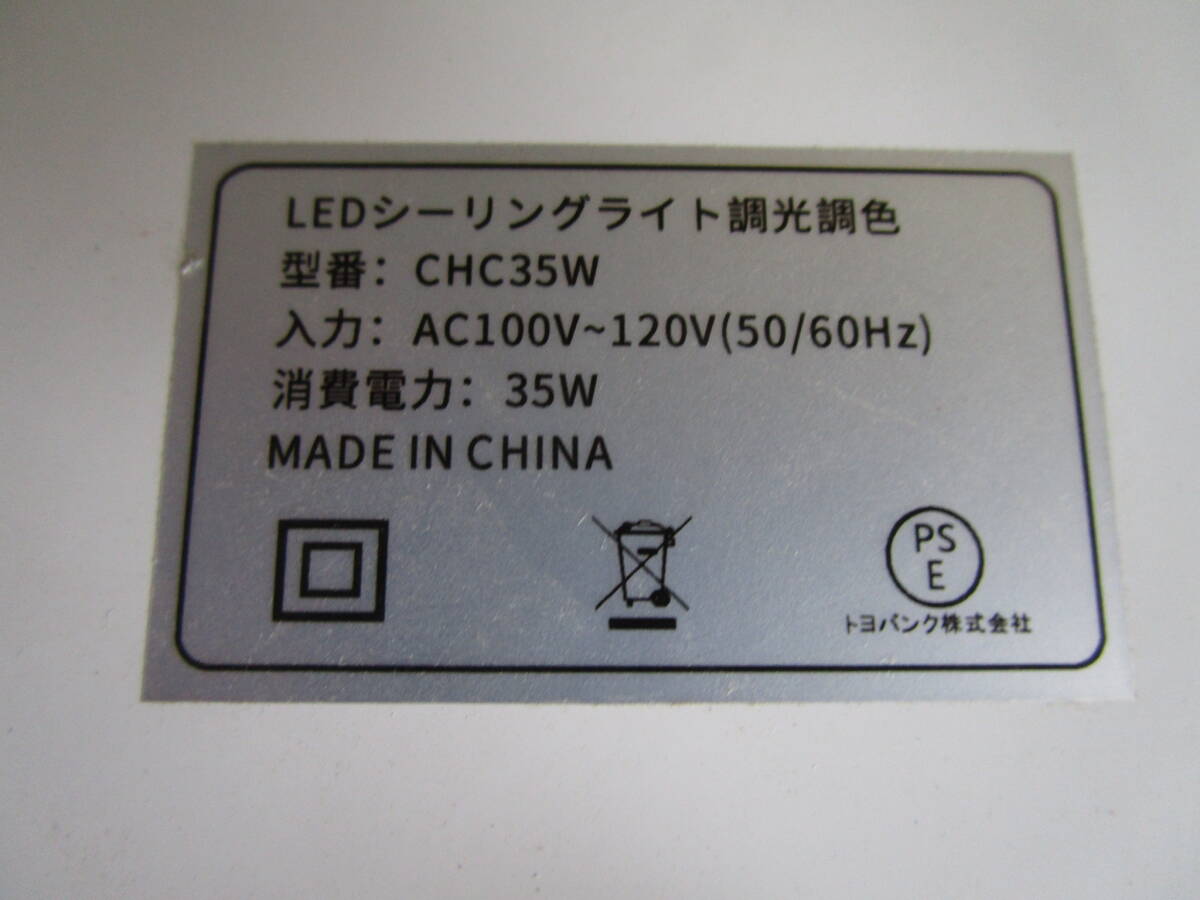 LEDシーリングライト調光調色
型番：CHC35W
入力：AC100V~120V(50/60Hz)
消費電力：35W
MADE IN CHINA
PS
E
トヨバンク株式会社